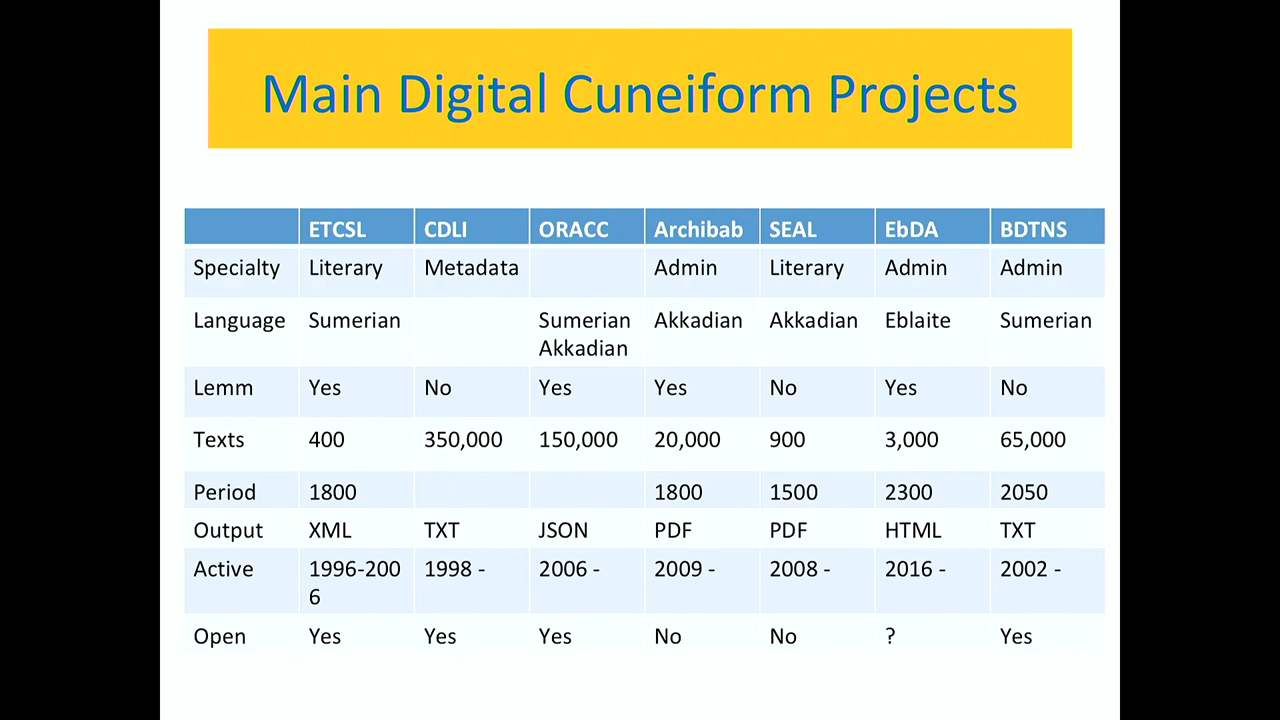 Main Digital Cuneiform Projects
ETCSL CDLI ORACC Archibab SEAL EbDA BDTNS
Specialty Literary Metadata Admin Literary Admin Admin
Language Sumerian Sumerian Akkadian Akkadian Akkadian Eblaite Sumerian
Lemm Yes No Yes Yes No Yes No
Texts 400 350,000 150,000 20,000 900 3,000 65,000
Period 1800 1800 1500 2300 2050
Output XML TXT JSON PDF PDF HTML TXT
Active 1996-2006 1998 - 2006 - 2009 - 2008 - 2016 - 2002 -
Open Yes Yes Yes No No ? Yes